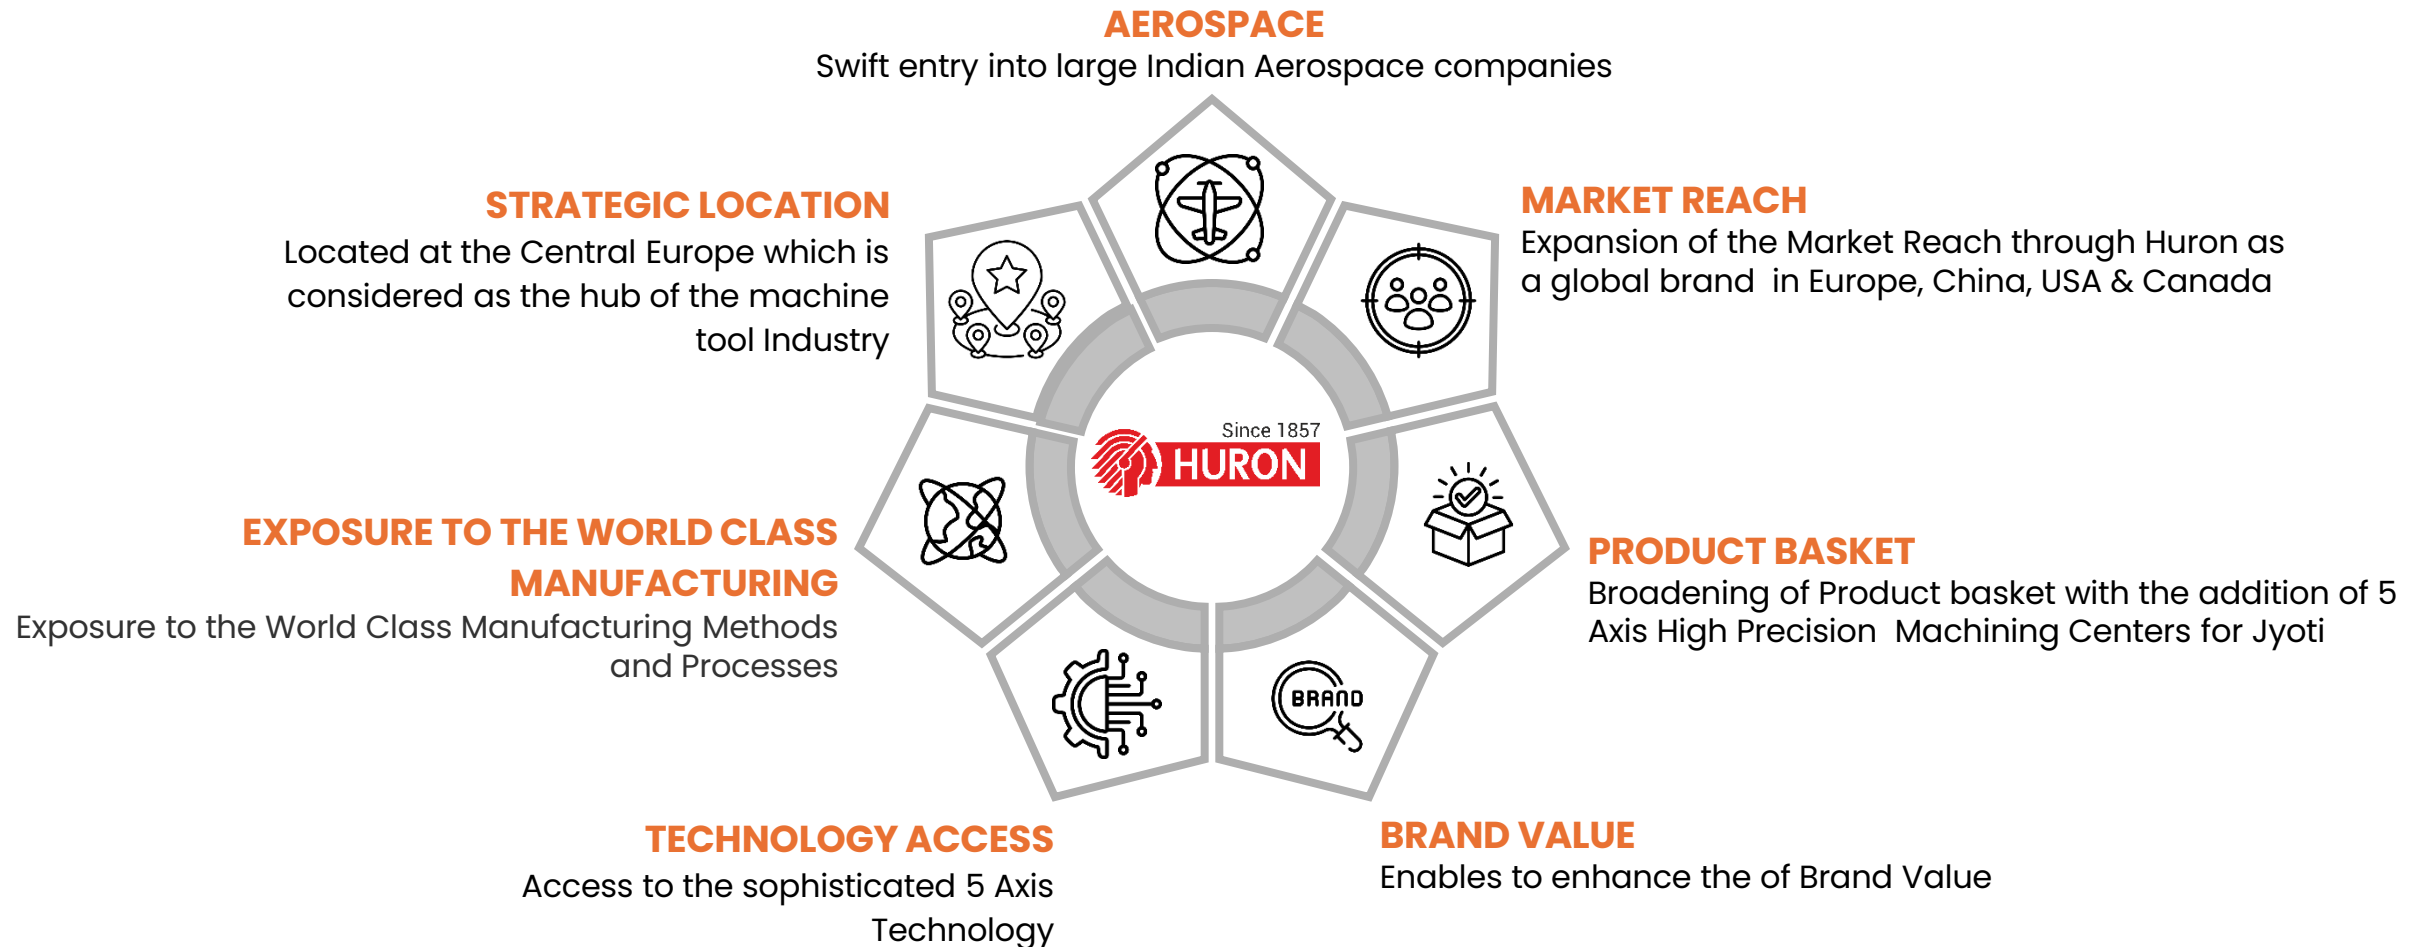 AEROSPACE
Swift entry into large Indian Aerospace companies
STRATEGIC LOCATION
Located at the Central Europe which is
considered as the hub of the machine
tool Industry
MARKET REACH
Expansion of the Market Reach through Huron as
a global brand  in Europe, China, USA & Canada
Since 1857
HURON
EXPOSURE TO THE WORLD CLASS
MANUFACTURING
Exposure to the World Class Manufacturing Methods
and Processes
PRODUCT BASKET
Broadening of Product basket with the addition of 5
Axis High Precision  Machining Centers for Jyoti
BRAND
TECHNOLOGY ACCESS
Access to the sophisticated 5 Axis
Technology
BRAND VALUE
Enables to enhance the of Brand Value